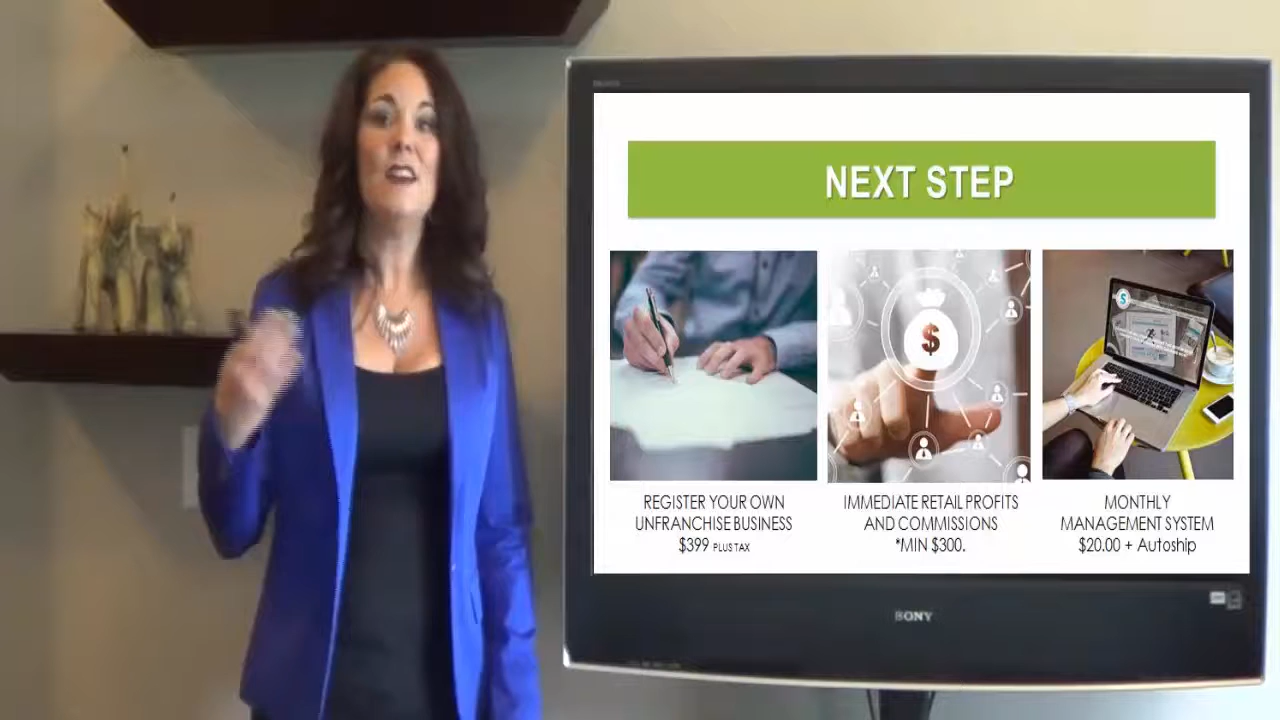 NEXT STEP
$
S
REGISTER YOUR OWN
UNFRANCHISE BUSINESS
$399 PLUS TAX
IMMEDIATE RETAIL PROFITS
AND COMMISSIONS
*MIN $300.
MONTHLY
MANAGEMENT SYSTEM
$20.00 + Autoship
SONY